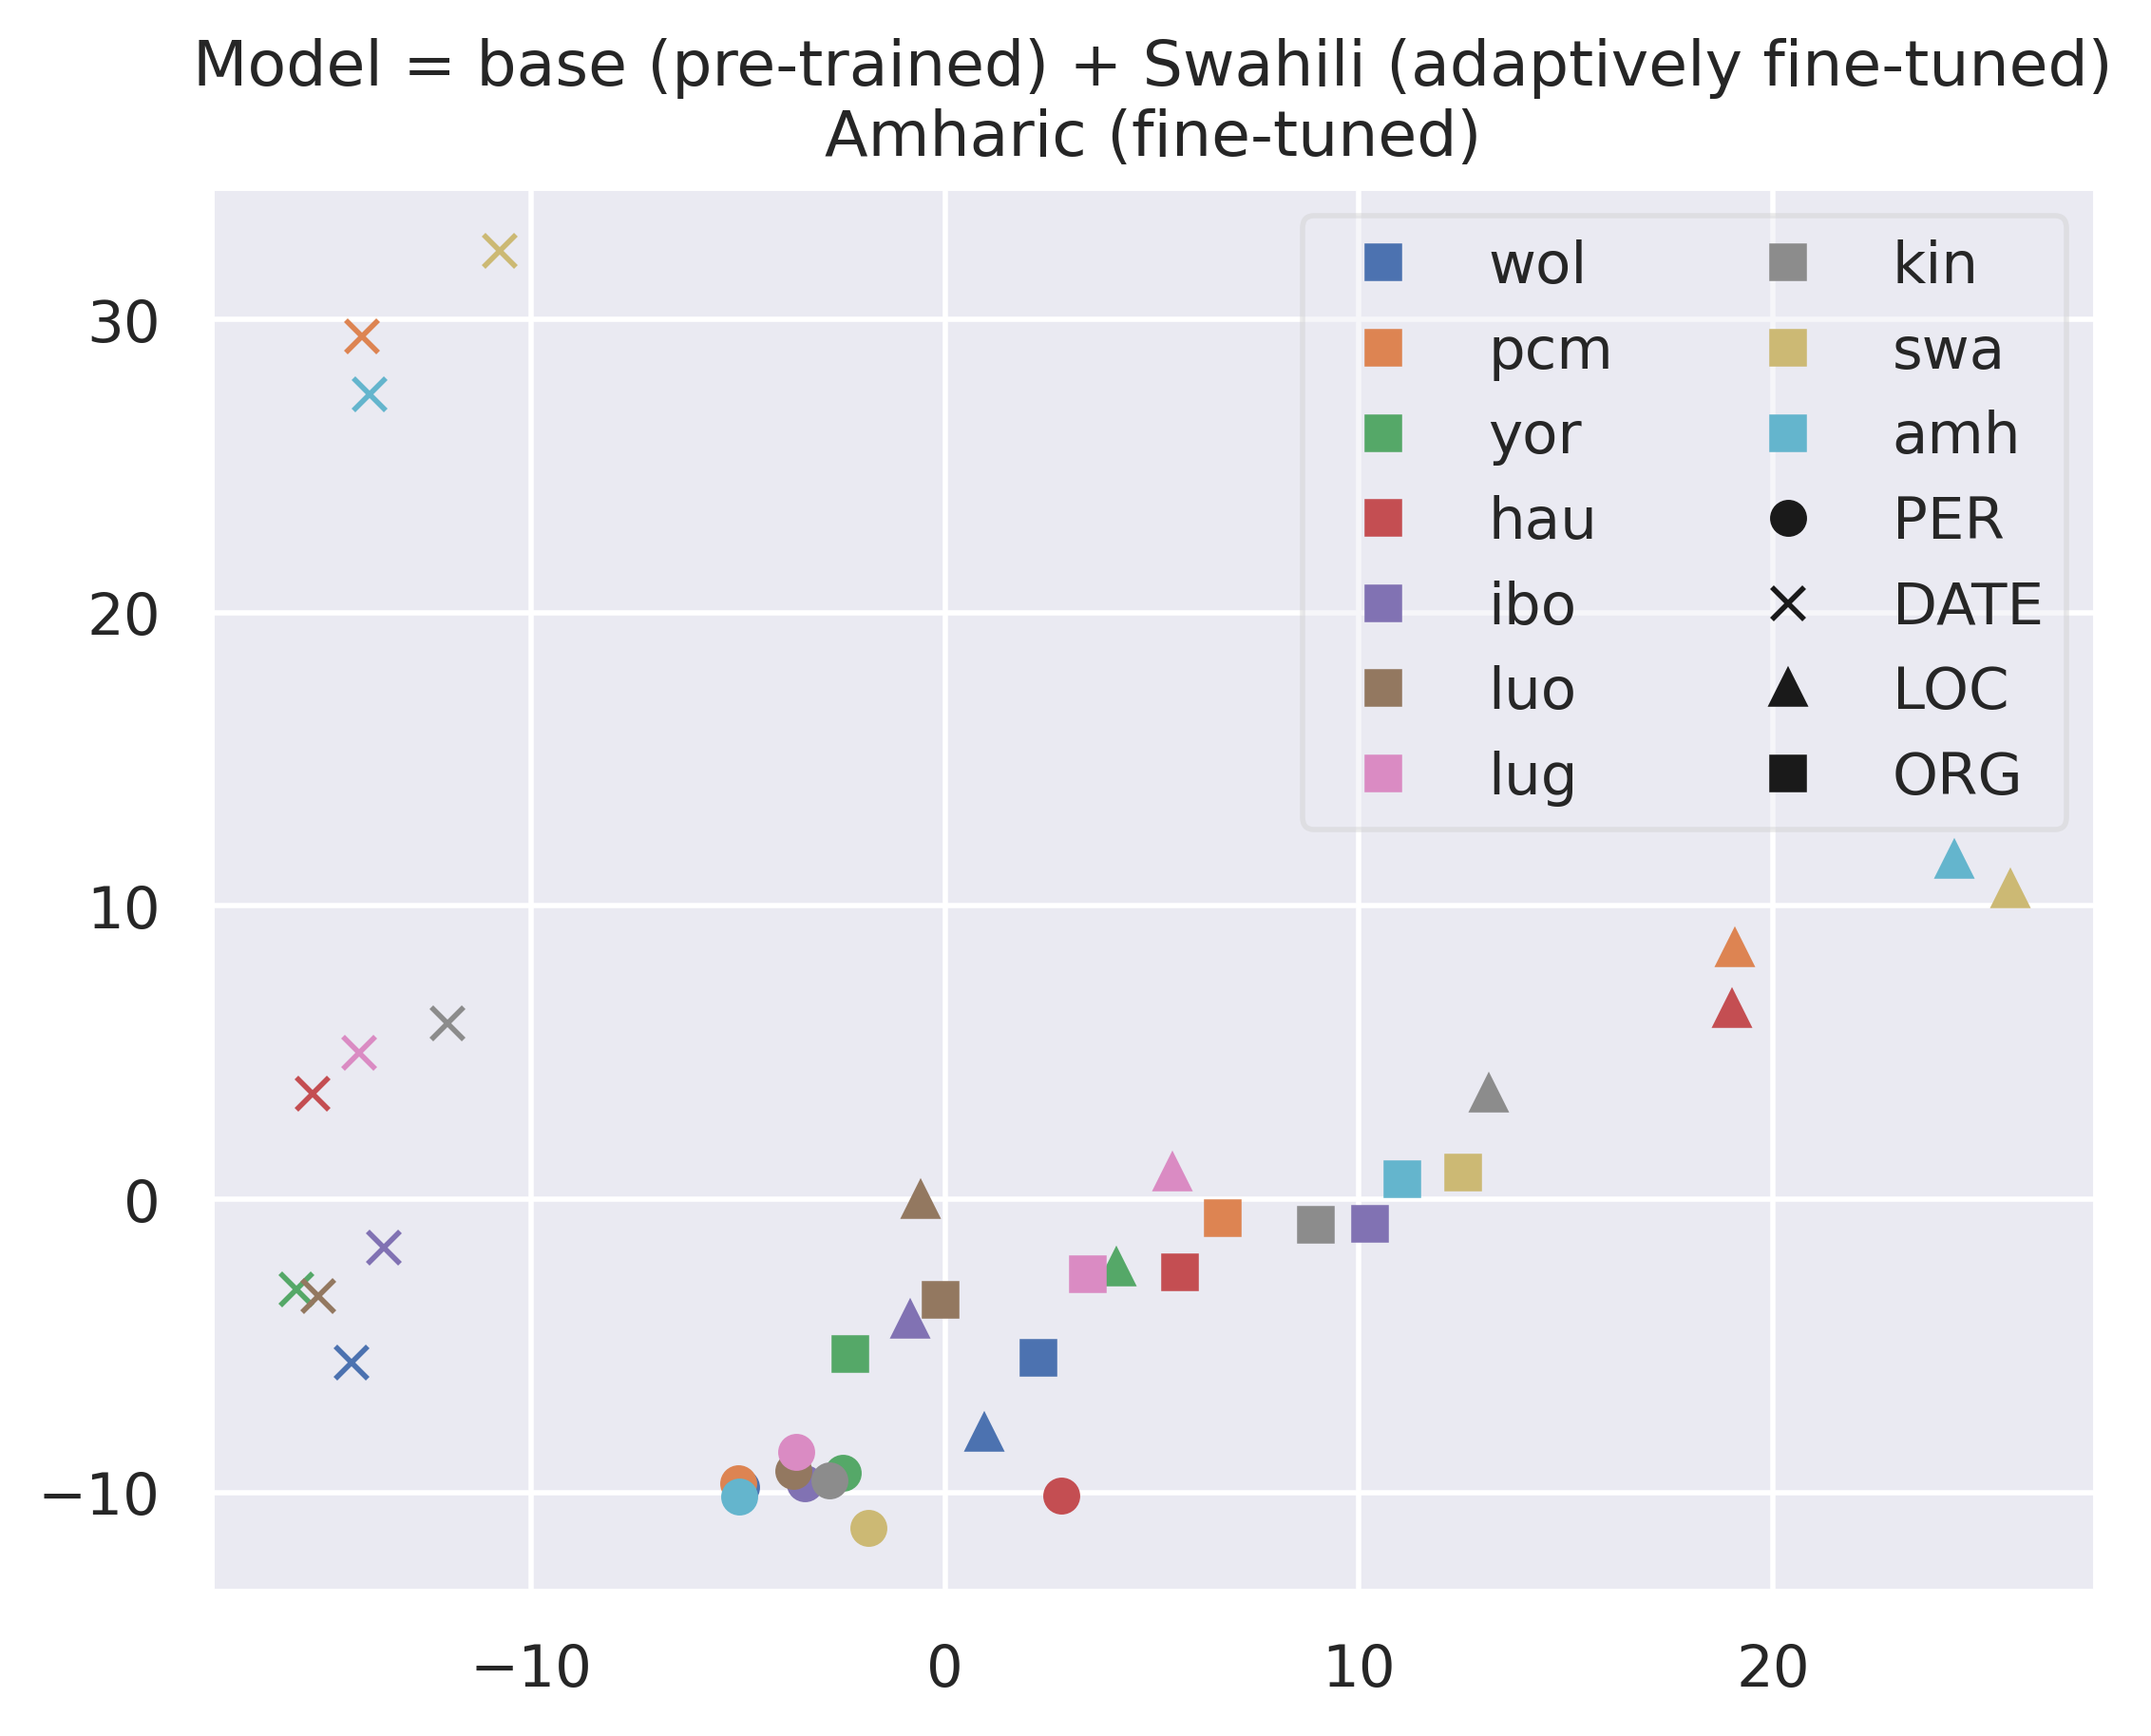 Model = base (pre-trained) + Swahili (adaptively fine-tuned)
Amharic (fine-tuned)
30
20
10
0
−10
−10
0
10
20
wol
pcm
yor
hau
ibo
luo
lug
kin
swa
amh
PER
DATE
LOC
ORG